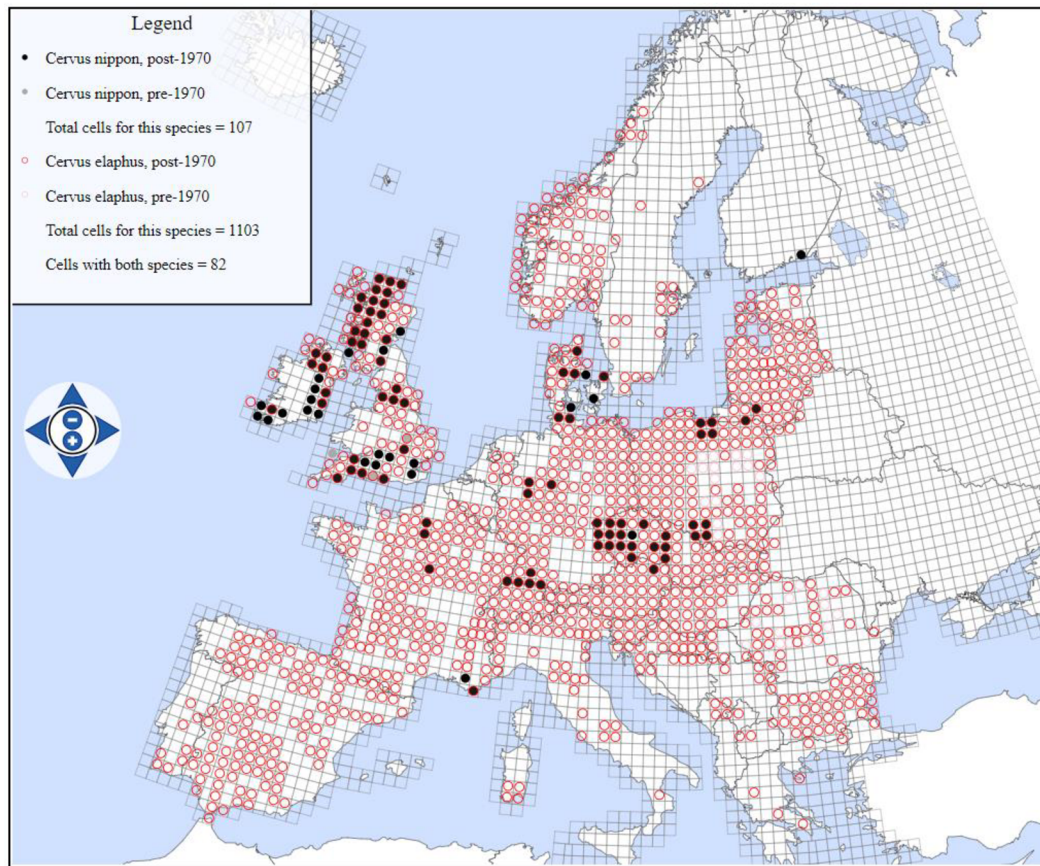 Legend
Cervus nippon, post-1970
Cervus nippon, pre-1970
Total cells for this species = 107
Cervus elaphus, post-1970
Cervus elaphus, pre-1970
Total cells for this species = 1103
Cells with both species = 82